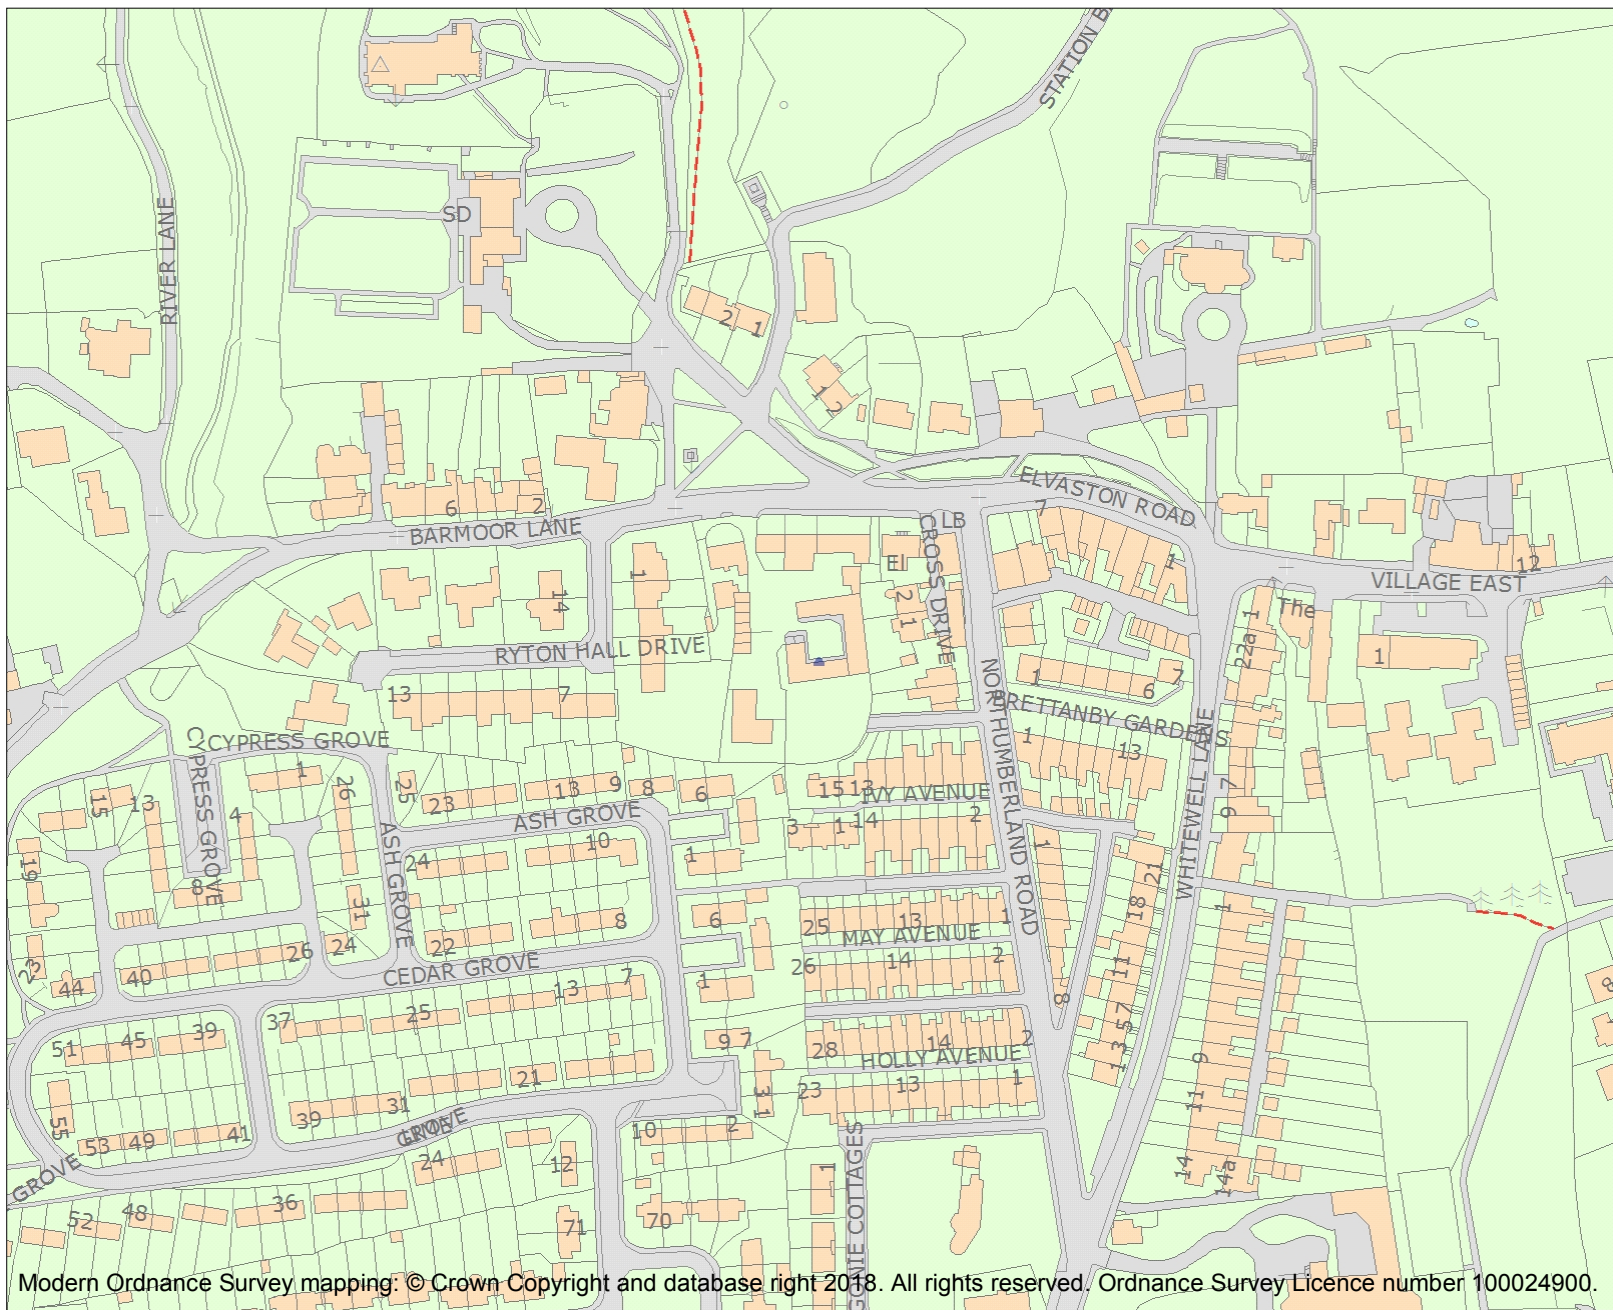 STATION B
SD
RIVER LANE
2 1
1 2
ELVASTON ROAD
7
6 2
BARMOOR LANE
LB
CROSS DRIVE
El
1
14
2 1
4
VILLAGE EAST
12
The
1
22a 1
RYTON HALL DRIVE
13 7
1
6 7
BRETTANBY GARDENS
1 13
NORTHUMBERLAND ROAD
WHITEWELL LANE
7
9
CYPRESS GROVE
CYPRESS GROVE
1
26
25
15 13
4
8
19
23
23 13 9 8 6
ASH GROVE
ASH GROVE
10
24
1
15 13
IVY AVENUE
3 1 14 2
1
21
18
11
7
5
3
1
8
31
24
26
40
44
22 8
6
CEDAR GROVE
1
25 13 1
MAY AVENUE
26 14 2
1
9
11
14
14a
37 25 13 7
51 45 39
9 7
28 14 2
HOLLY AVENUE
23 13 1
3 1
21
31
39
55
53 49 41
LIME
GROVE
GROVE
10 2
24
12
36
48
52
71
70
1
GONIE COTTAGES
8
Modern Ordnance Survey mapping: © Crown Copyright and database right 2018. All rights reserved. Ordnance Survey Licence number 100024900.